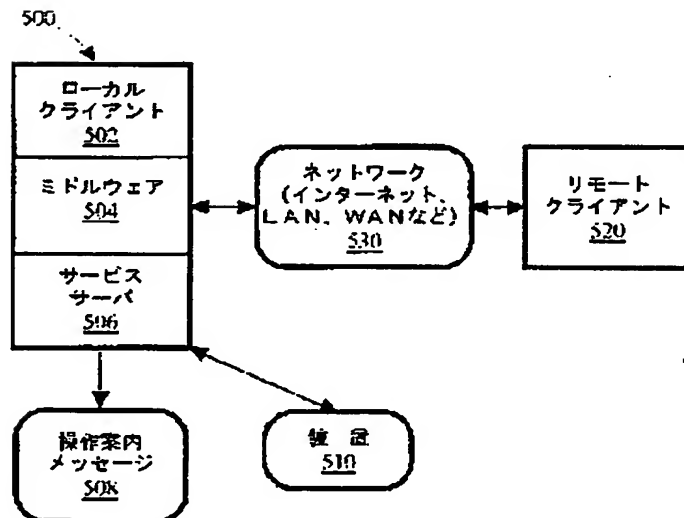 500
ローカル
クライアント
502
ミドルウェア
504
サービス
サーバ
506
ネットワーク
(インターネット、
LAN、WANなど)
530
リモート
クライアント
520
操作案内
メッセージ
508
装 置
510